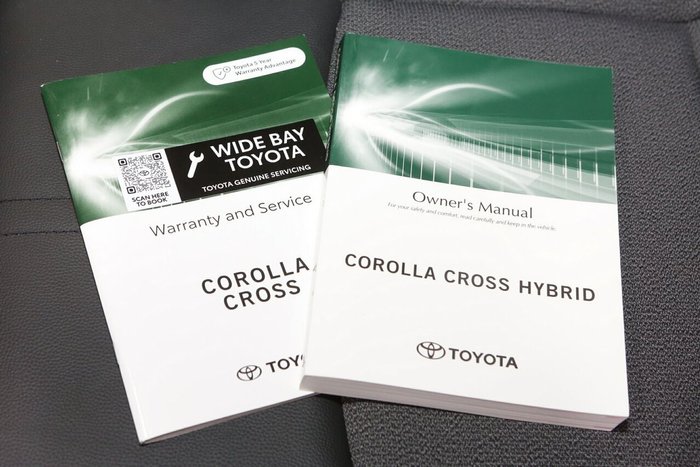 Toyota 5 Year
Warranty Advantage
WIDE BAY
TOYOTA
TOYOTA GENUINE SERVICING
SCAN HERE
TO BOOK
Warranty and Service
COROLLA
CROSS
TOYO
Owner's Manual
For your safety and comfort, read carefully and keep in the vehicle.
COROLLA CROSS HYBRID
TOYOTA